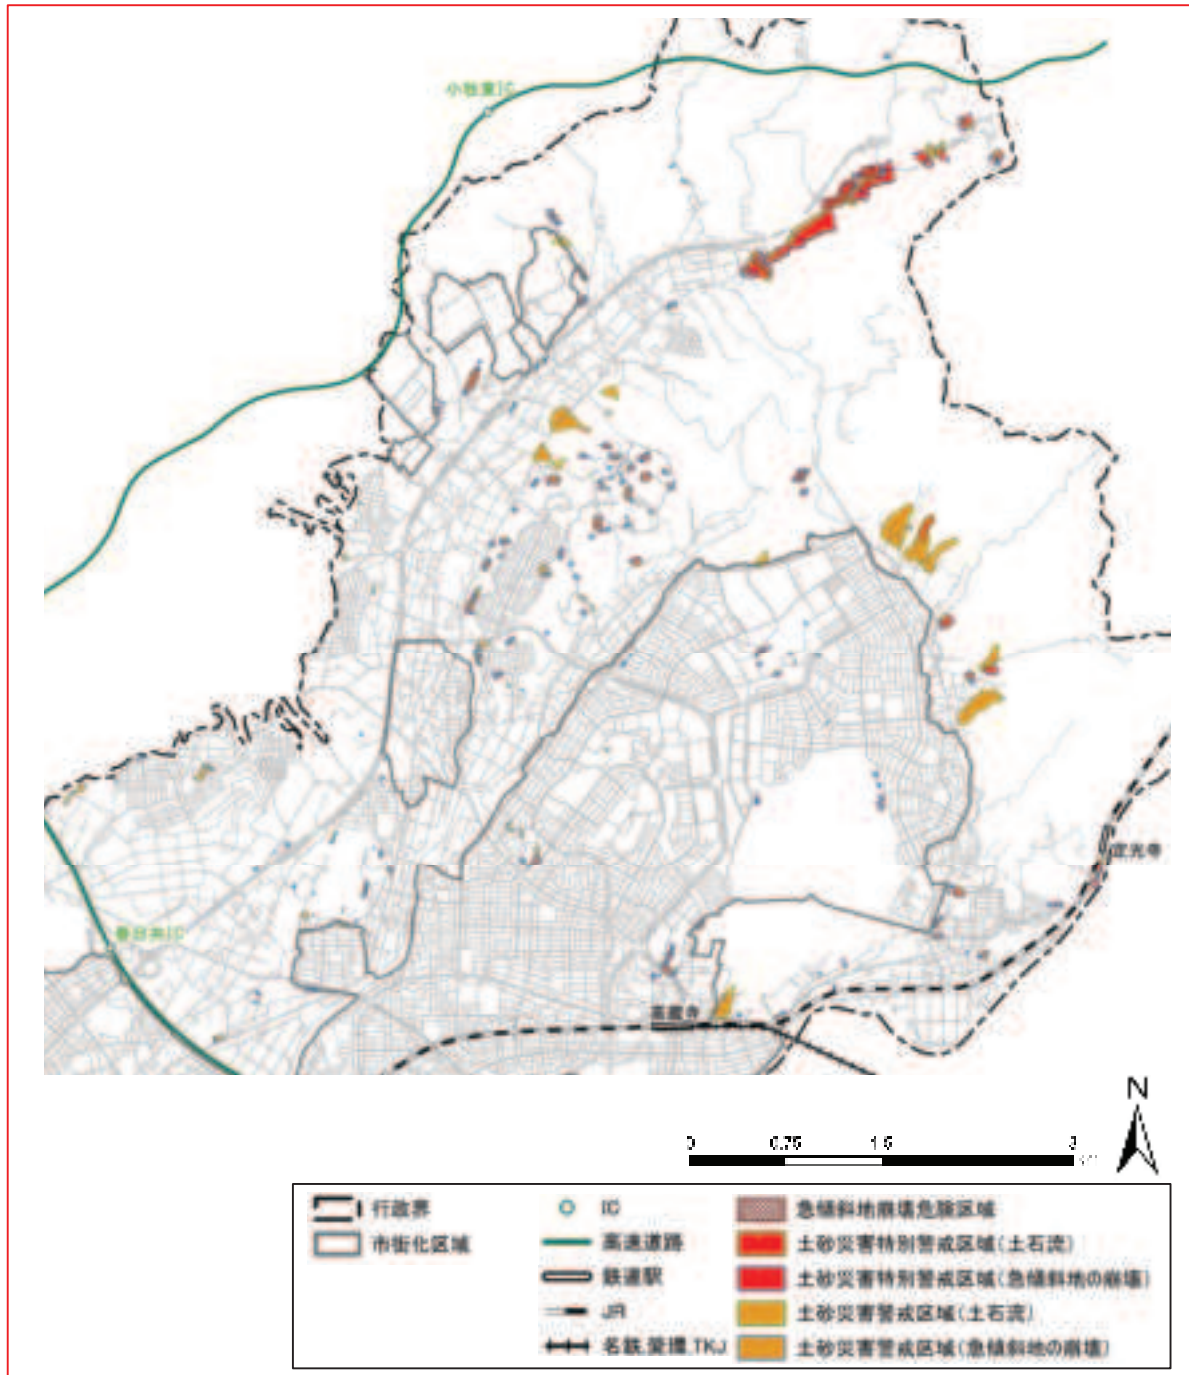 小牧東IC
春日井IC
定光寺
高蔵寺
N
0 0.75 1.5 3
行政界
市街化区域
IC
高速道路
鉄道駅
JR
名鉄,愛環,TKJ
急傾斜地崩壊危険区域
土砂災害特別警戒区域(土石流)
土砂災害特別警戒区域(急傾斜地の崩壊)
土砂災害警戒区域(土石流)
土砂災害警戒区域(急傾斜地の崩壊)